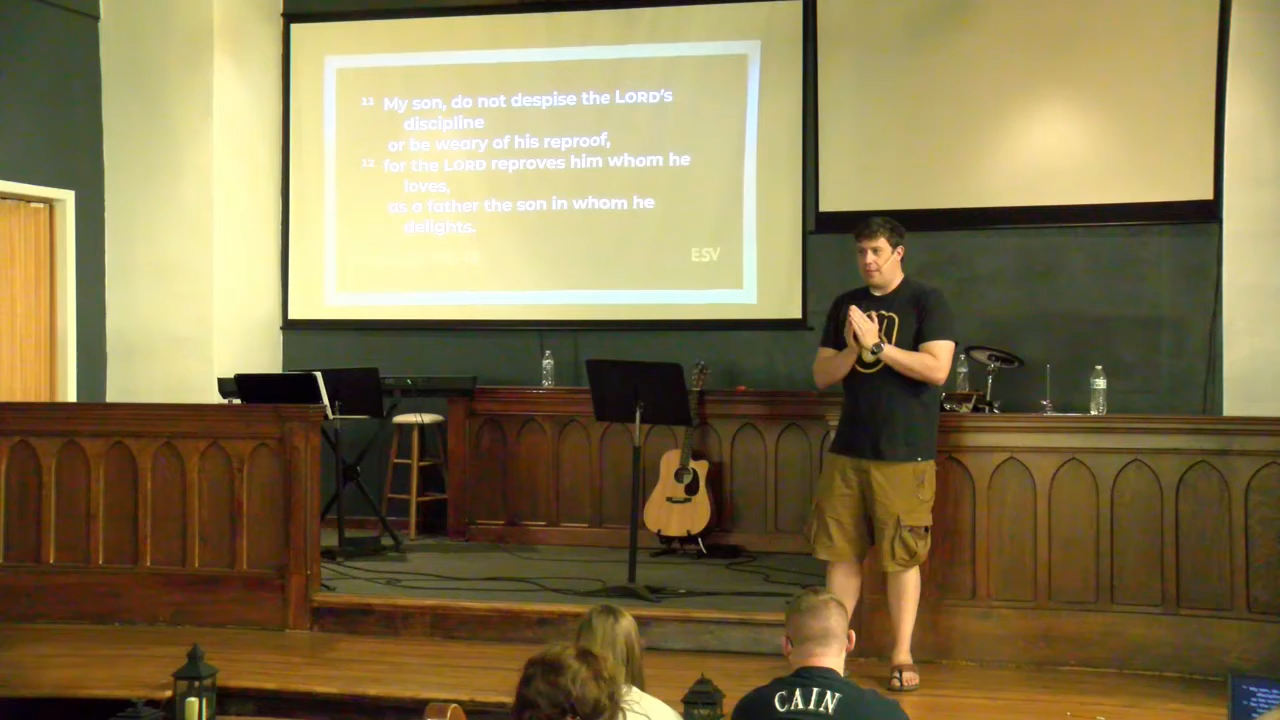 11 My son, do not despise the LORD's
discipline
or be weary of his reproof,
12 for the LORD reproves him whom he
loves,
as a father the son in whom he
delights.
ESV
CAIN